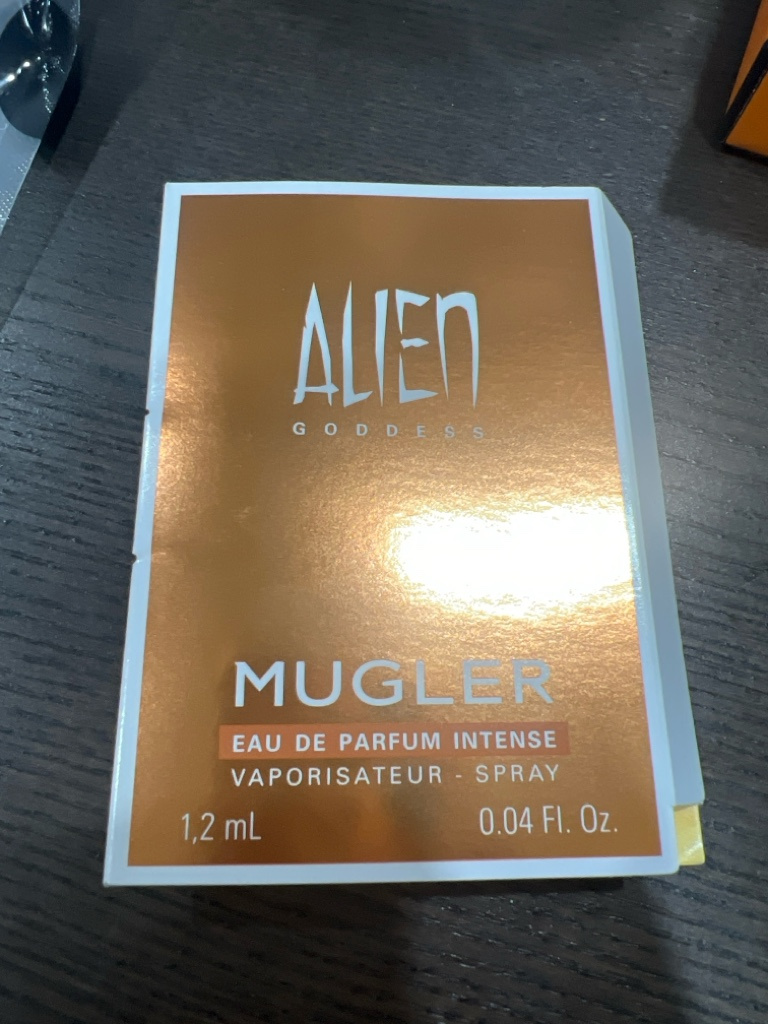 ALIEN
GODDESS
MUGLER
EAU DE PARFUM INTENSE
VAPORISATEUR - SPRAY
1,2 mL 0.04 Fl. Oz.